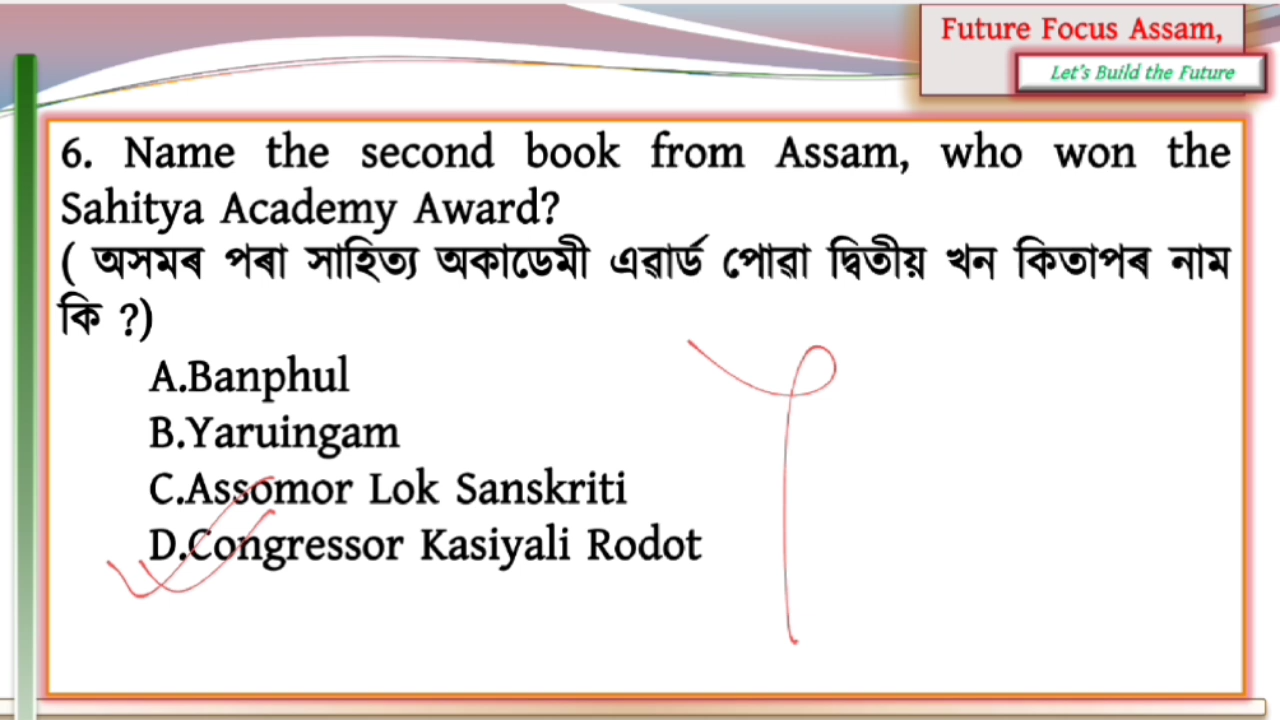 Future Focus Assam,
Let's Build the Future
6. Name the second book from Assam, who won the
Sahitya Academy Award?
( অসমৰ পৰা সাহিত্য অকাডেমী এৱাৰ্ড পোৱা দ্বিতীয় খন কিতাপৰ নাম
কি ?)
A.Banphul
B.Yaruingam
C.Assomor Lok Sanskriti
D.Congressor Kasiyali Rodot